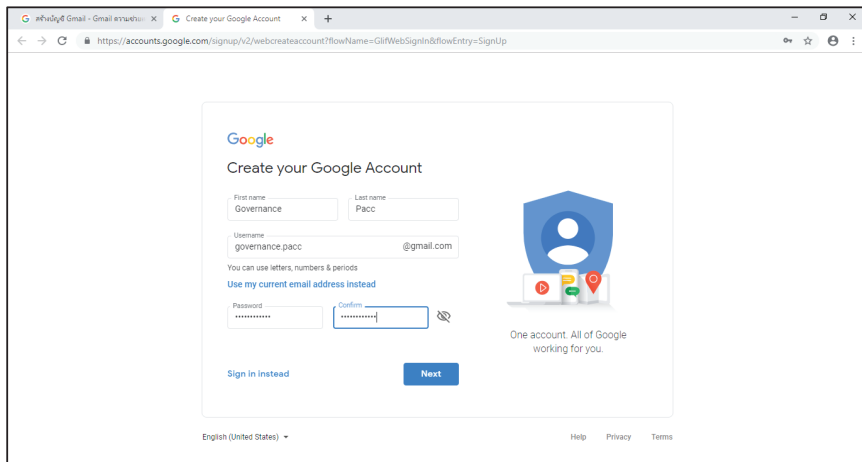 สร้างบัญชี Gmail - Gmail ความช่วย
Create your Google Account
https://accounts.google.com/signup/v2/webcreateaccount?flowName=GlifWebSignIn&flowEntry=SignUp
Google
Create your Google Account
First name
Last name
Governance
Pacc
Username
governance.pacc
@gmail.com
You can use letters, numbers & periods
Use my current email address instead
Password
Confirm
••••••••••••
••••••••••••
One account. All of Google
working for you.
Sign in instead
Next
English (United States)
Help
Privacy
Terms